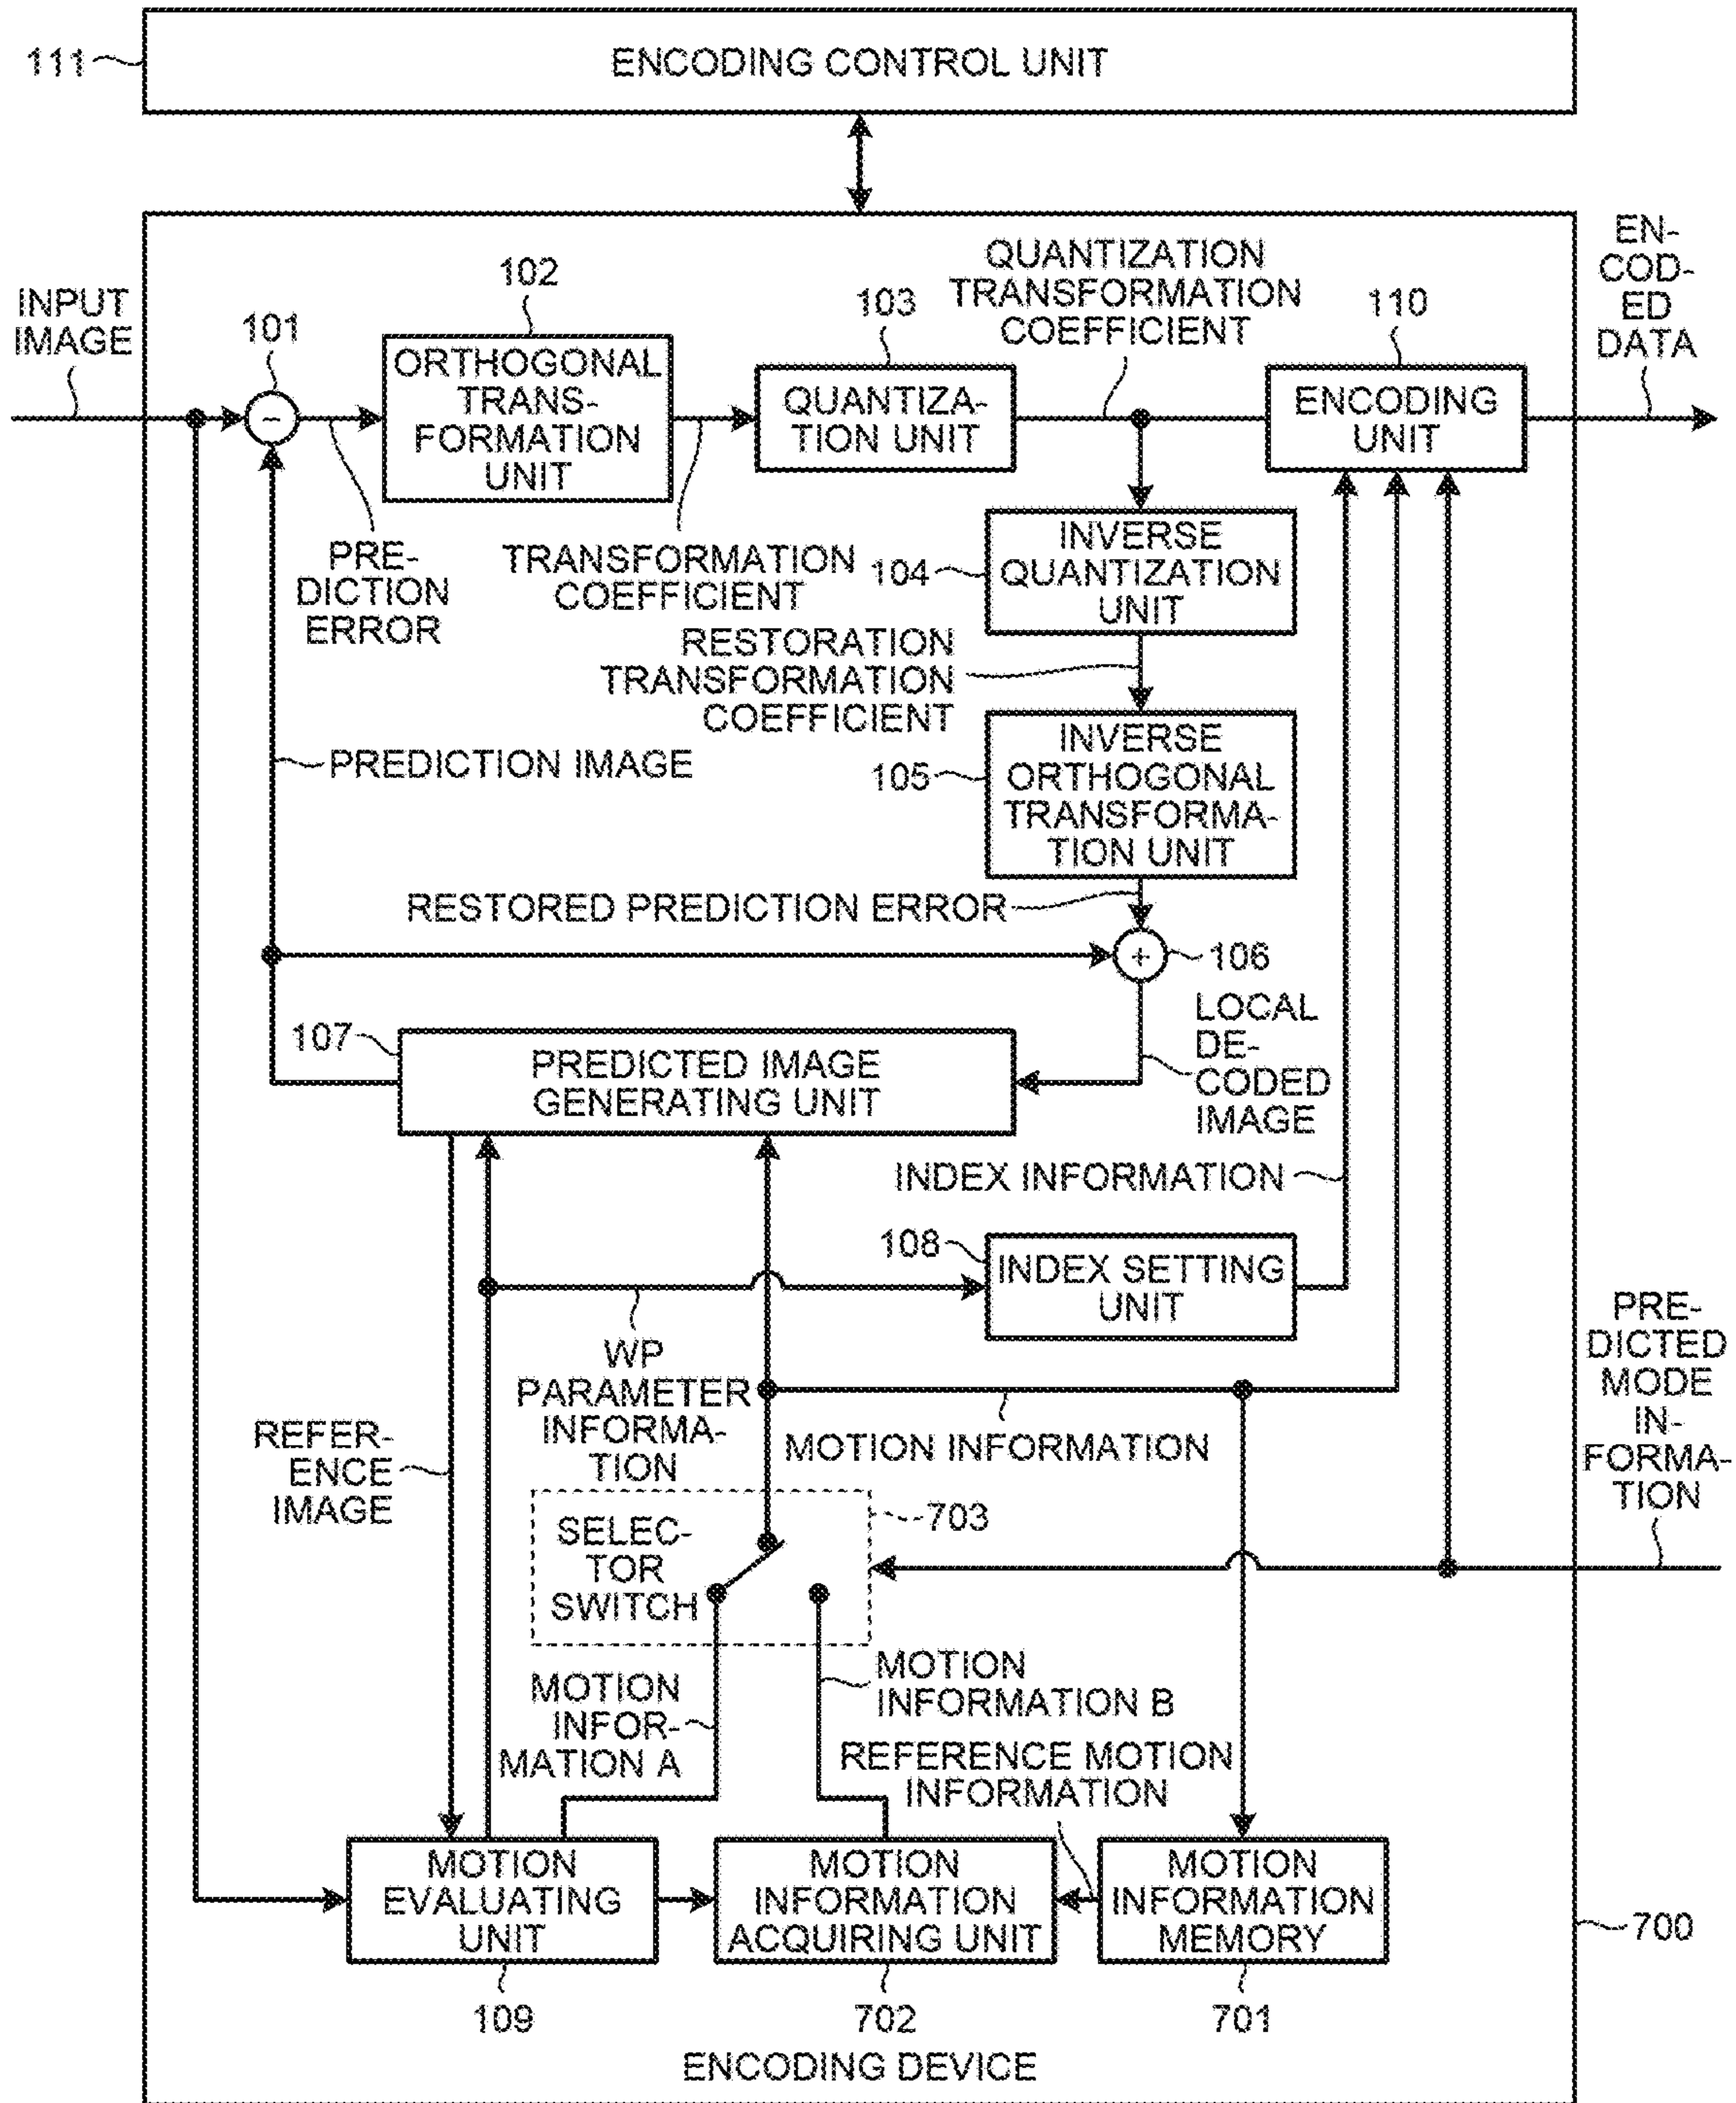 111
ENCODING CONTROL UNIT
INPUT
IMAGE
101
102
ORTHOGONAL
TRANS-
FORMATION
UNIT
103
QUANTIZA-
TION UNIT
QUANTIZATION
TRANSFORMATION
COEFFICIENT
110
ENCODING
UNIT
EN-
COD-
ED
DATA
−
PRE-
DICTION
ERROR
TRANSFORMATION
COEFFICIENT
104
INVERSE
QUANTIZATION
UNIT
RESTORATION
TRANSFORMATION
COEFFICIENT
PREDICTION IMAGE
105
INVERSE
ORTHOGONAL
TRANSFORMA-
TION UNIT
RESTORED PREDICTION ERROR
+
106
107
PREDICTED IMAGE
GENERATING UNIT
LOCAL
DE-
CODED
IMAGE
INDEX INFORMATION
108
INDEX SETTING
UNIT
WP
PARAMETER
INFORMA-
TION
MOTION INFORMATION
REFER-
ENCE
IMAGE
PRE-
DICTED
MODE
IN-
FORMA-
TION
SELEC-
TOR
SWITCH
703
MOTION
INFOR-
MATION A
MOTION
INFORMATION B
REFERENCE MOTION
INFORMATION
MOTION
EVALUATING
UNIT
109
MOTION
INFORMATION
ACQUIRING UNIT
702
MOTION
INFORMATION
MEMORY
701
700
ENCODING DEVICE